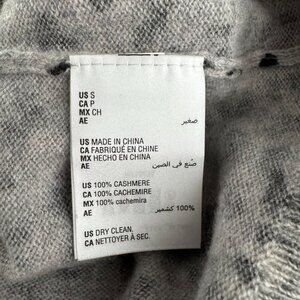 US S
CA P
MX CH
AE صغير
US MADE IN CHINA
CA FABRIQUÉ EN CHINE
MX HECHO EN CHINA
AE صُنع في الصين
US 100% CASHMERE
CA 100% CACHEMIRE
MX 100% cachemira
AE 100% كشمير
US DRY CLEAN.
CA NETTOYER À SEC.